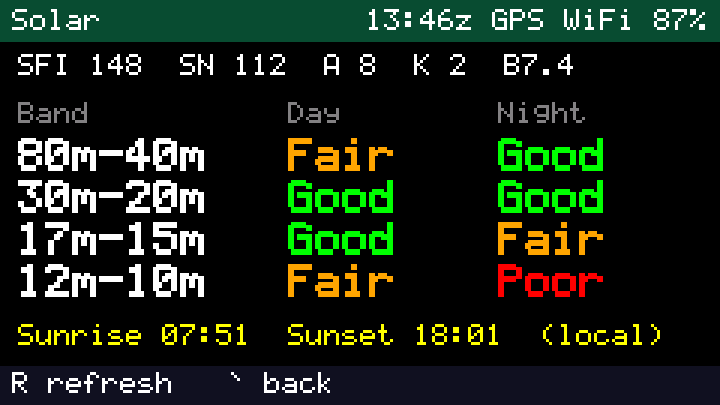 Solar 13:46z GPS WiFi 87%
SFI 148 SN 112 A 8 K 2 B7.4
Band Day Night
80m-40m Fair Good
30m-20m Good Good
17m-15m Good Fair
12m-10m Fair Poor
Sunrise 07:51 Sunset 18:01 (local)
R refresh ` back